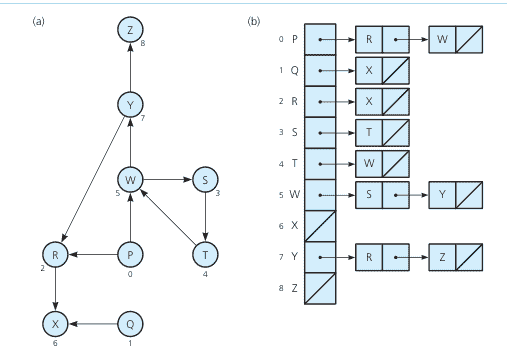 (a)
Z
8
Y
7
W
5
S
3
R
2
P
0
T
4
X
6
Q
1
(b)
0 P R W
1 Q X
2 R X
3 S T
4 T W
5 W S Y
6 X
7 Y R Z
8 Z